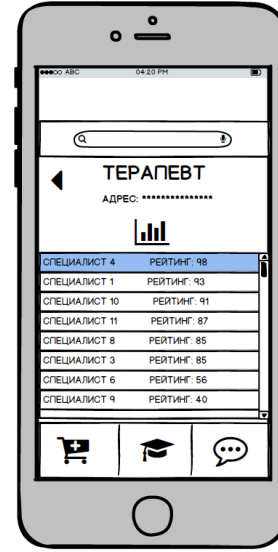 ABC 04:20 PM
ТЕРАПЕВТ
АДРЕС: ***************
СПЕЦИАЛИСТ 4 РЕЙТИНГ: 98
СПЕЦИАЛИСТ 1 РЕЙТИНГ: 93
СПЕЦИАЛИСТ 10 РЕЙТИНГ: 91
СПЕЦИАЛИСТ 11 РЕЙТИНГ: 87
СПЕЦИАЛИСТ 8 РЕЙТИНГ: 85
СПЕЦИАЛИСТ 3 РЕЙТИНГ: 85
СПЕЦИАЛИСТ 6 РЕЙТИНГ: 56
СПЕЦИАЛИСТ 9 РЕЙТИНГ: 40